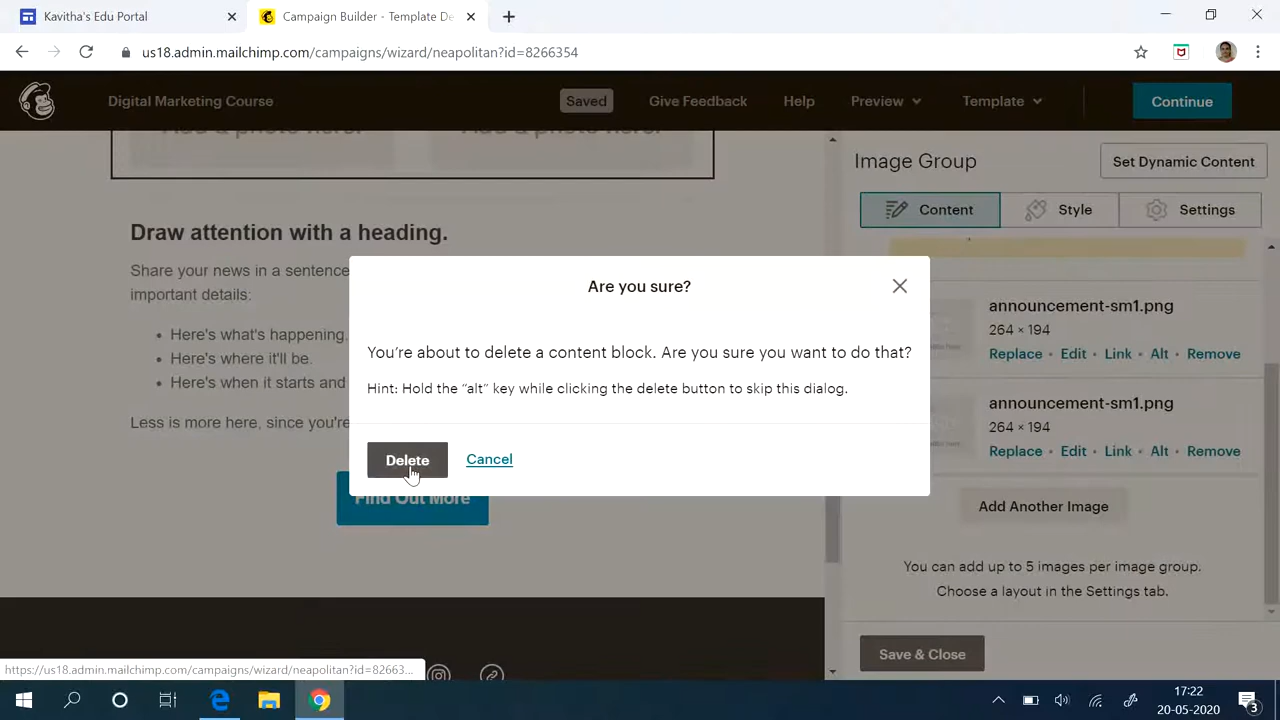 Kavitha's Edu Portal
Campaign Builder - Template De
us18.admin.mailchimp.com/campaigns/wizard/neapolitan?id=8266354
Digital Marketing Course
Saved
Give Feedback
Help
Preview
Template
Continue
Add a photo here!
Add a photo here!
Image Group
Set Dynamic Content
Content
Style
Settings
Draw attention with a heading.
Share your news in a sentence
important details:
• Here's what's happening.
• Here's where it'll be.
• Here's when it starts and
Less is more here, since you're
Find Out More
Are you sure?
You're about to delete a content block. Are you sure you want to do that?
Hint: Hold the "alt" key while clicking the delete button to skip this dialog.
Delete
Cancel
announcement-sm1.png
264 × 194
Replace · Edit · Link · Alt · Remove
announcement-sm1.png
264 × 194
Replace · Edit · Link · Alt · Remove
Add Another Image
You can add up to 5 images per image group.
Choose a layout in the Settings tab.
Save & Close
https://us18.admin.mailchimp.com/campaigns/wizard/neapolitan?id=82663...
17:22
20-05-2020
3